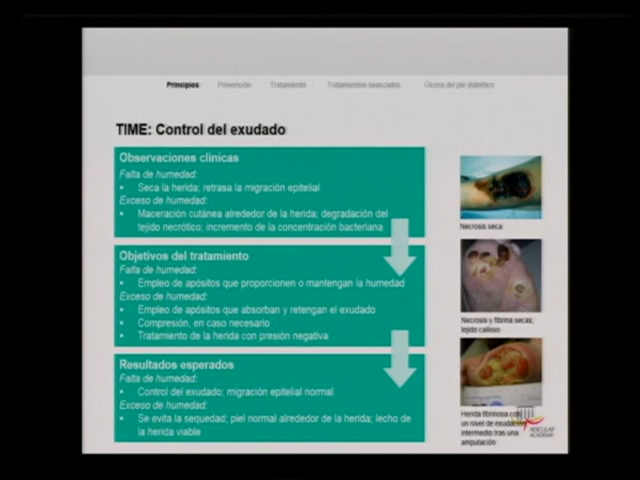 Principios Prevención Tratamiento Tratamientos avanzados Úlcera del pie diabético
TIME: Control del exudado
Observaciones clínicas
Falta de humedad:
• Seca la herida; retrasa la migración epitelial
Exceso de humedad:
• Maceración cutánea alrededor de la herida; degradación del
tejido necrótico; incremento de la concentración bacteriana
Objetivos del tratamiento
Falta de humedad:
• Empleo de apósitos que proporcionen o mantengan la humedad
Exceso de humedad:
• Empleo de apósitos que absorban y retengan el exudado
• Compresión, en caso necesario
• Tratamiento de la herida con presión negativa
Resultados esperados
Falta de humedad:
• Control del exudado; migración epitelial normal
Exceso de humedad:
• Se evita la sequedad; piel normal alrededor de la herida; lecho de
la herida viable
Necrosis seca
Necrosis y fibrina secas;
tejido calloso
Herida fibrinosa con
un nivel de exudación
intermedio tras una
amputación
AESCULAP
ACADEMY